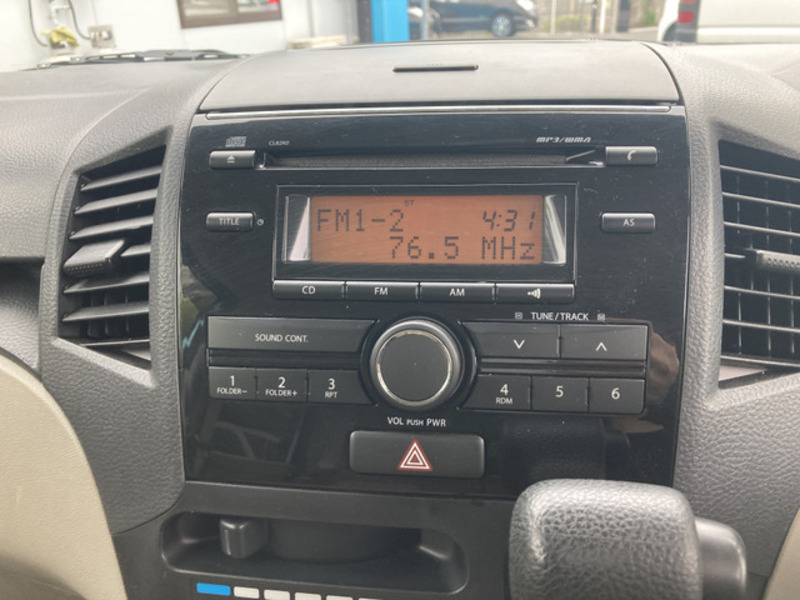 MP3/WMA
TITLE
AS
ST
FM1-2 4:31
76.5 MHz
CD FM AM
TUNE/TRACK
SOUND CONT.
1 2 3 4 5 6
FOLDER- FOLDER+ RPT RDM
VOL PUSH PWR